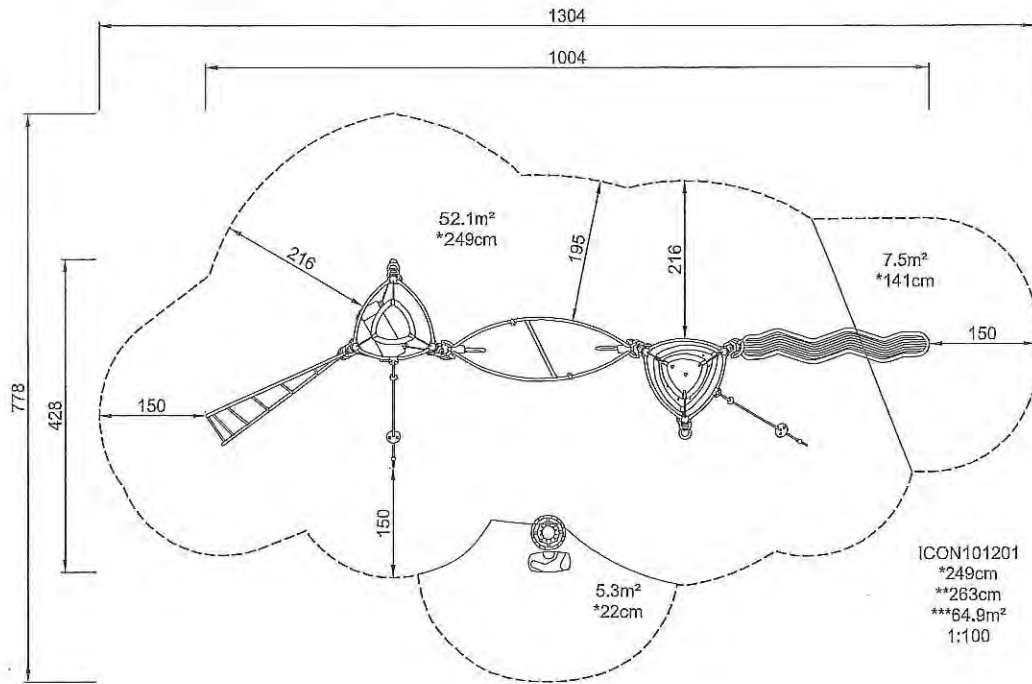 1304
1004
52.1m²
*249cm
216
195
216
7.5m²
*141cm
150
778
428
150
150
5.3m²
*22cm
ICON101201
*249cm
**263cm
***64.9m²
1:100